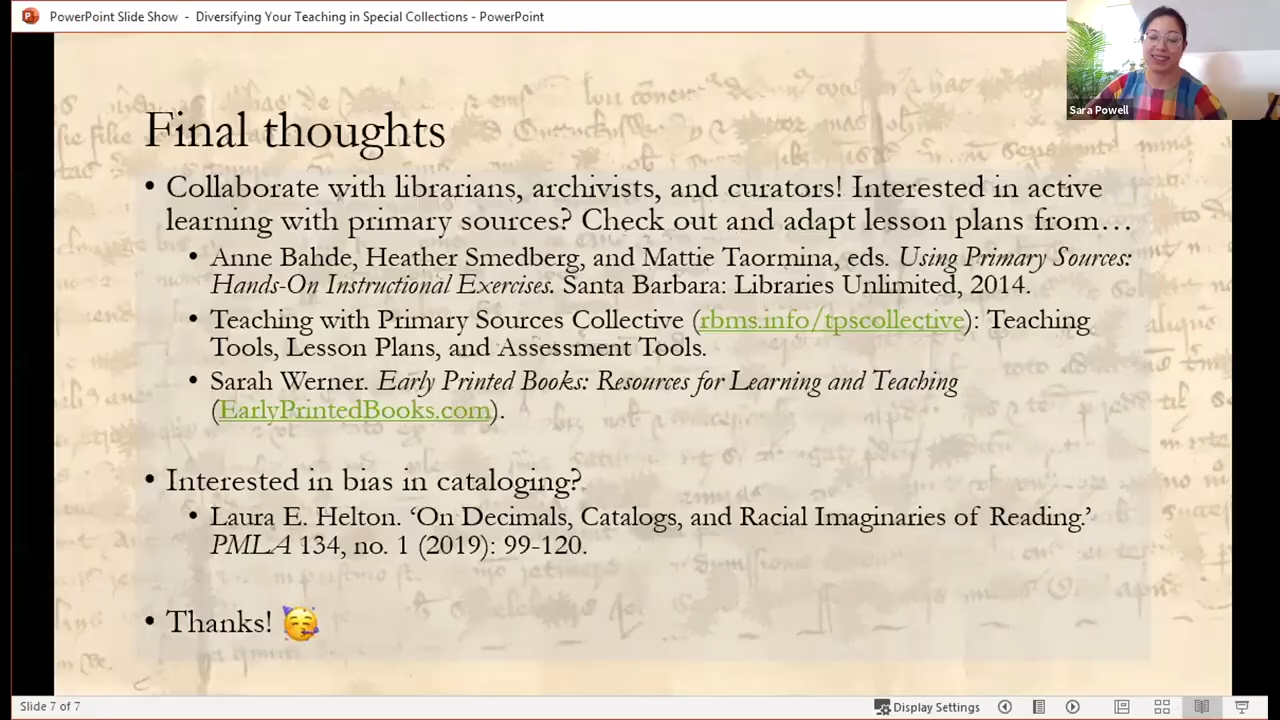 PowerPoint Slide Show - Diversifying Your Teaching in Special Collections - PowerPoint
Sara Powell
Final thoughts
• Collaborate with librarians, archivists, and curators! Interested in active
learning with primary sources? Check out and adapt lesson plans from…
• Anne Bahde, Heather Smedberg, and Mattie Taormina, eds. Using Primary Sources:
Hands-On Instructional Exercises. Santa Barbara: Libraries Unlimited, 2014.
• Teaching with Primary Sources Collective (rbms.info/tpscollective): Teaching
Tools, Lesson Plans, and Assessment Tools.
• Sarah Werner. Early Printed Books: Resources for Learning and Teaching
(EarlyPrintedBooks.com).
• Interested in bias in cataloging?
• Laura E. Helton. ‘On Decimals, Catalogs, and Racial Imaginaries of Reading.’
PMLA 134, no. 1 (2019): 99-120.
• Thanks! 🥳
Slide 7 of 7
Display Settings